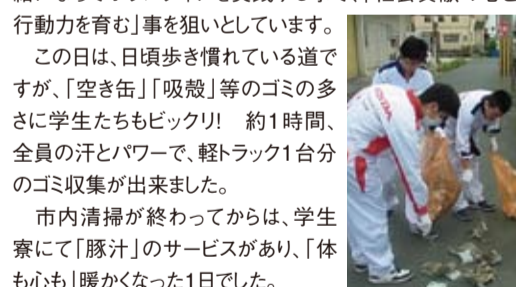 行動力を育む」事を狙いとしています。
　この日は、日頃歩き慣れている道で
すが、「空き缶」「吸殻」等のゴミの多
さに学生たちもビックリ!　約1時間、
全員の汗とパワーで、軽トラック1台分
のゴミ収集が出来ました。
　市内清掃が終わってからは、学生
寮にて「豚汁」のサービスがあり、「体
も心も」暖かくなった1日でした。